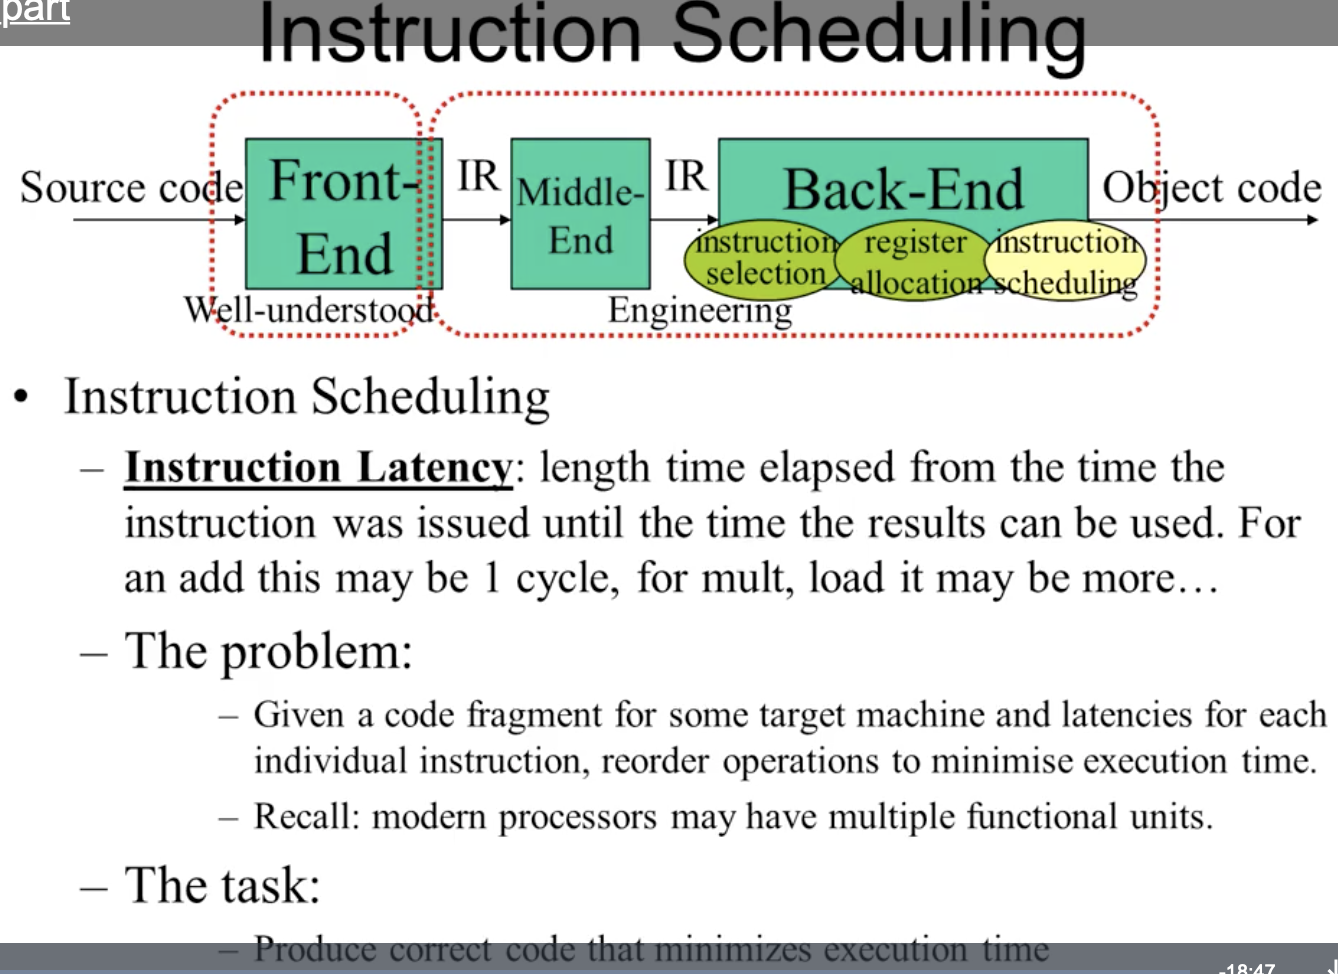 part
Instruction Scheduling
Source code
Front-
End
IR
Middle-
End
IR
Back-End
Object code
instruction
selection
register
allocation
instruction
scheduling
Well-understood
Engineering
• Instruction Scheduling
– Instruction Latency: length time elapsed from the time the
instruction was issued until the time the results can be used. For
an add this may be 1 cycle, for mult, load it may be more…
– The problem:
– Given a code fragment for some target machine and latencies for each
individual instruction, reorder operations to minimise execution time.
– Recall: modern processors may have multiple functional units.
– The task:
– Produce correct code that minimizes execution time
-18:47